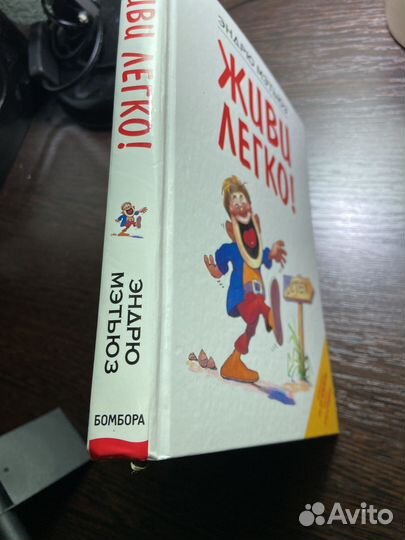 ЖИВИ ЛЕГКО!
ЭНДРЮ
МЭТЬЮЗ
БОМБОРА
ЭНДРЮ МЭТЬЮЗ
ЖИВИ
ЛЕГКО!
Avito